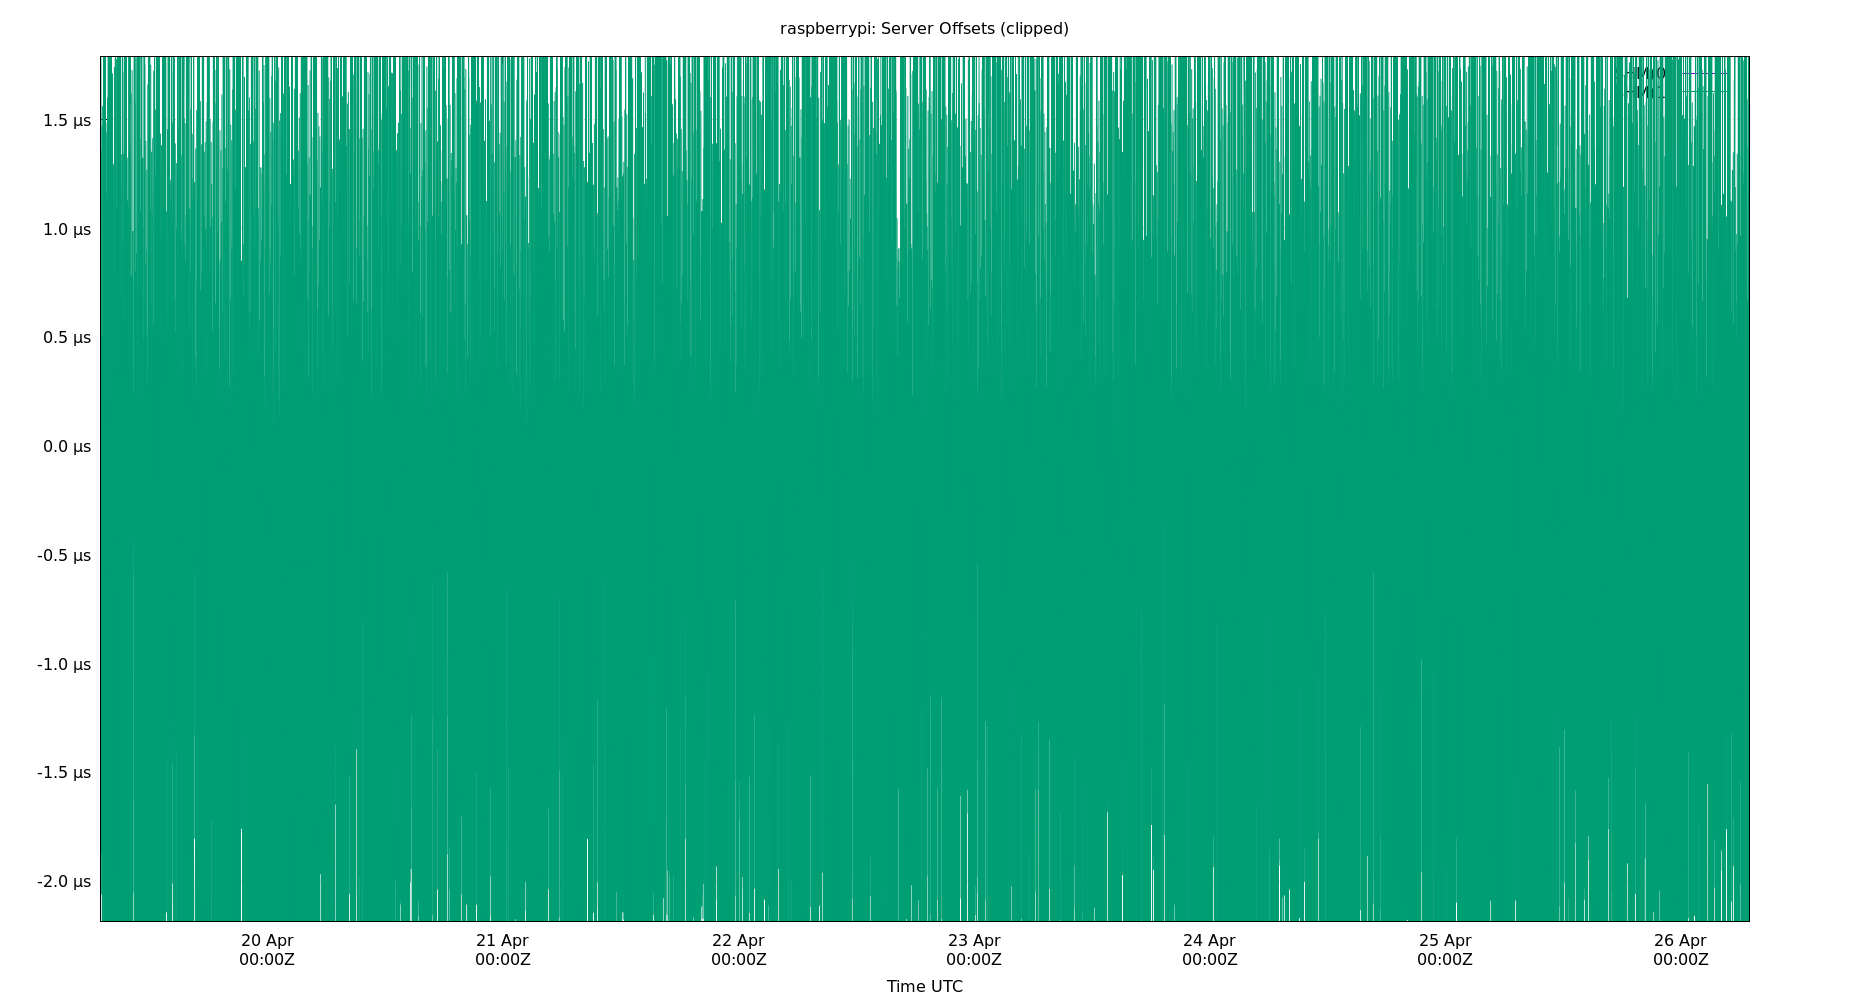 raspberrypi: Server Offsets (clipped)
1.5 µs
1.0 µs
0.5 µs
0.0 µs
-0.5 µs
-1.0 µs
-1.5 µs
-2.0 µs
20 Apr 21 Apr 22 Apr 23 Apr 24 Apr 25 Apr 26 Apr
00:00Z 00:00Z 00:00Z 00:00Z 00:00Z 00:00Z 00:00Z
Time UTC